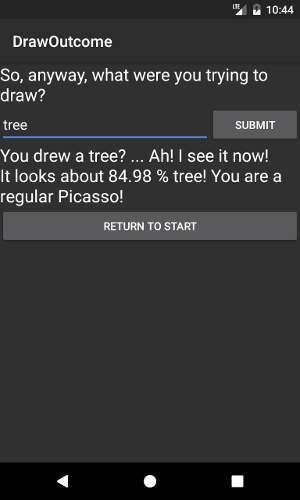 LTE 10:44
DrawOutcome
So, anyway, what were you trying to
draw?
tree
SUBMIT
You drew a tree? ... Ah! I see it now!
It looks about 84.98 % tree! You are a
regular Picasso!
RETURN TO START